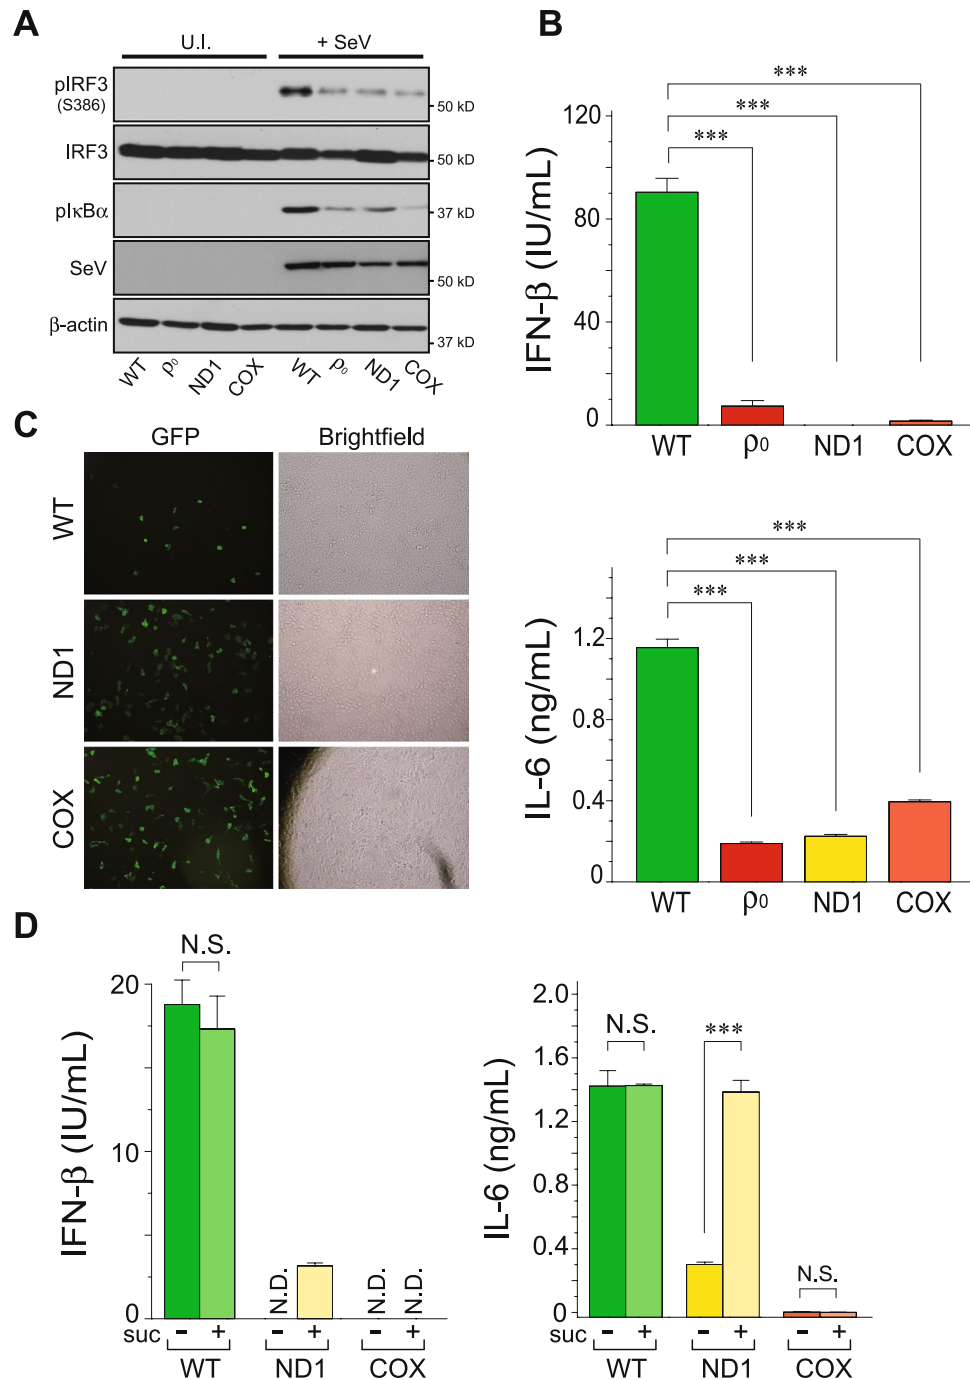 A
U.I.
+ SeV
pIRF3
(S386)
50 kD
IRF3
50 kD
pIκBα
37 kD
SeV
50 kD
β-actin
37 kD
WT ρ0 ND1 COX WT ρ0 ND1 COX
B
IFN-β (IU/mL)
120
80
40
0
***
***
***
WT ρ0 ND1 COX
IL-6 (ng/mL)
1.2
0.8
0.4
0
***
***
***
WT ρ0 ND1 COX
C
GFP Brightfield
WT
ND1
COX
D
IFN-β (IU/mL)
20
10
0
N.S.
N.D.
N.D.
N.D.
suc - + - + - +
WT ND1 COX
IL-6 (ng/mL)
2.0
1.6
1.2
0.8
0.4
0
N.S.
***
N.S.
suc - + - + - +
WT ND1 COX